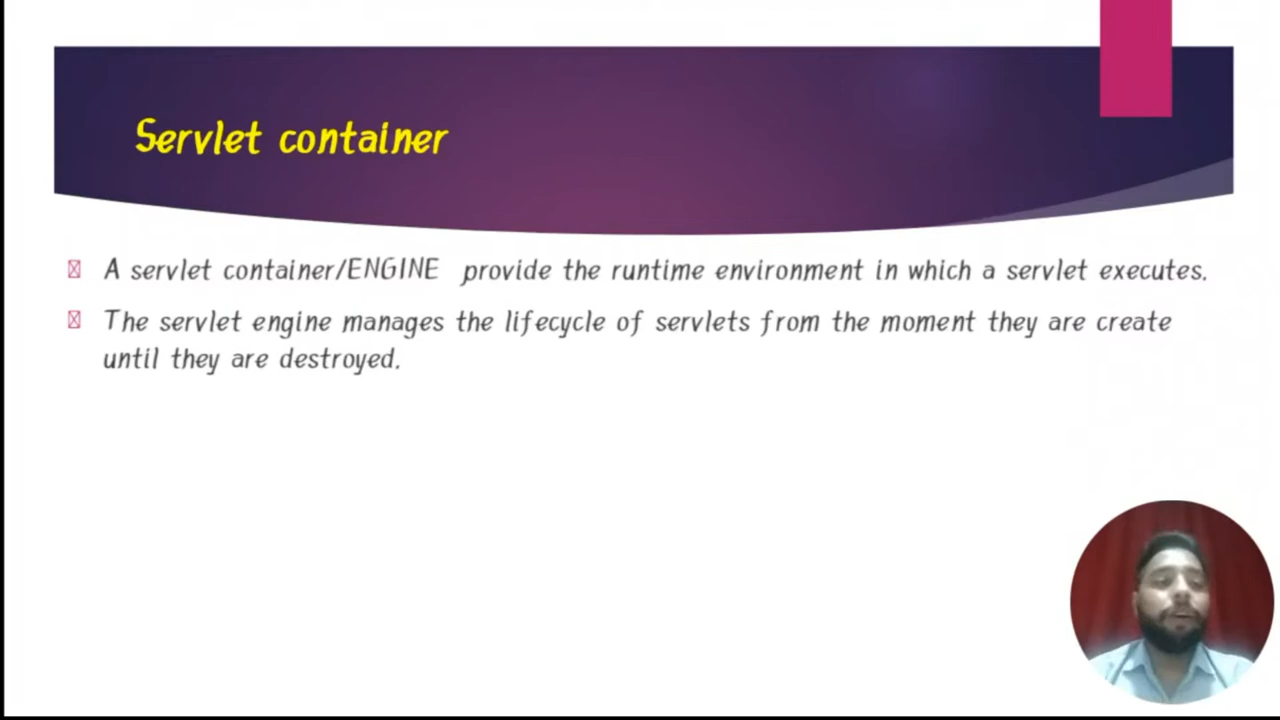 Servlet container
A servlet container/ENGINE provide the runtime environment in which a servlet executes.
The servlet engine manages the lifecycle of servlets from the moment they are create
until they are destroyed.